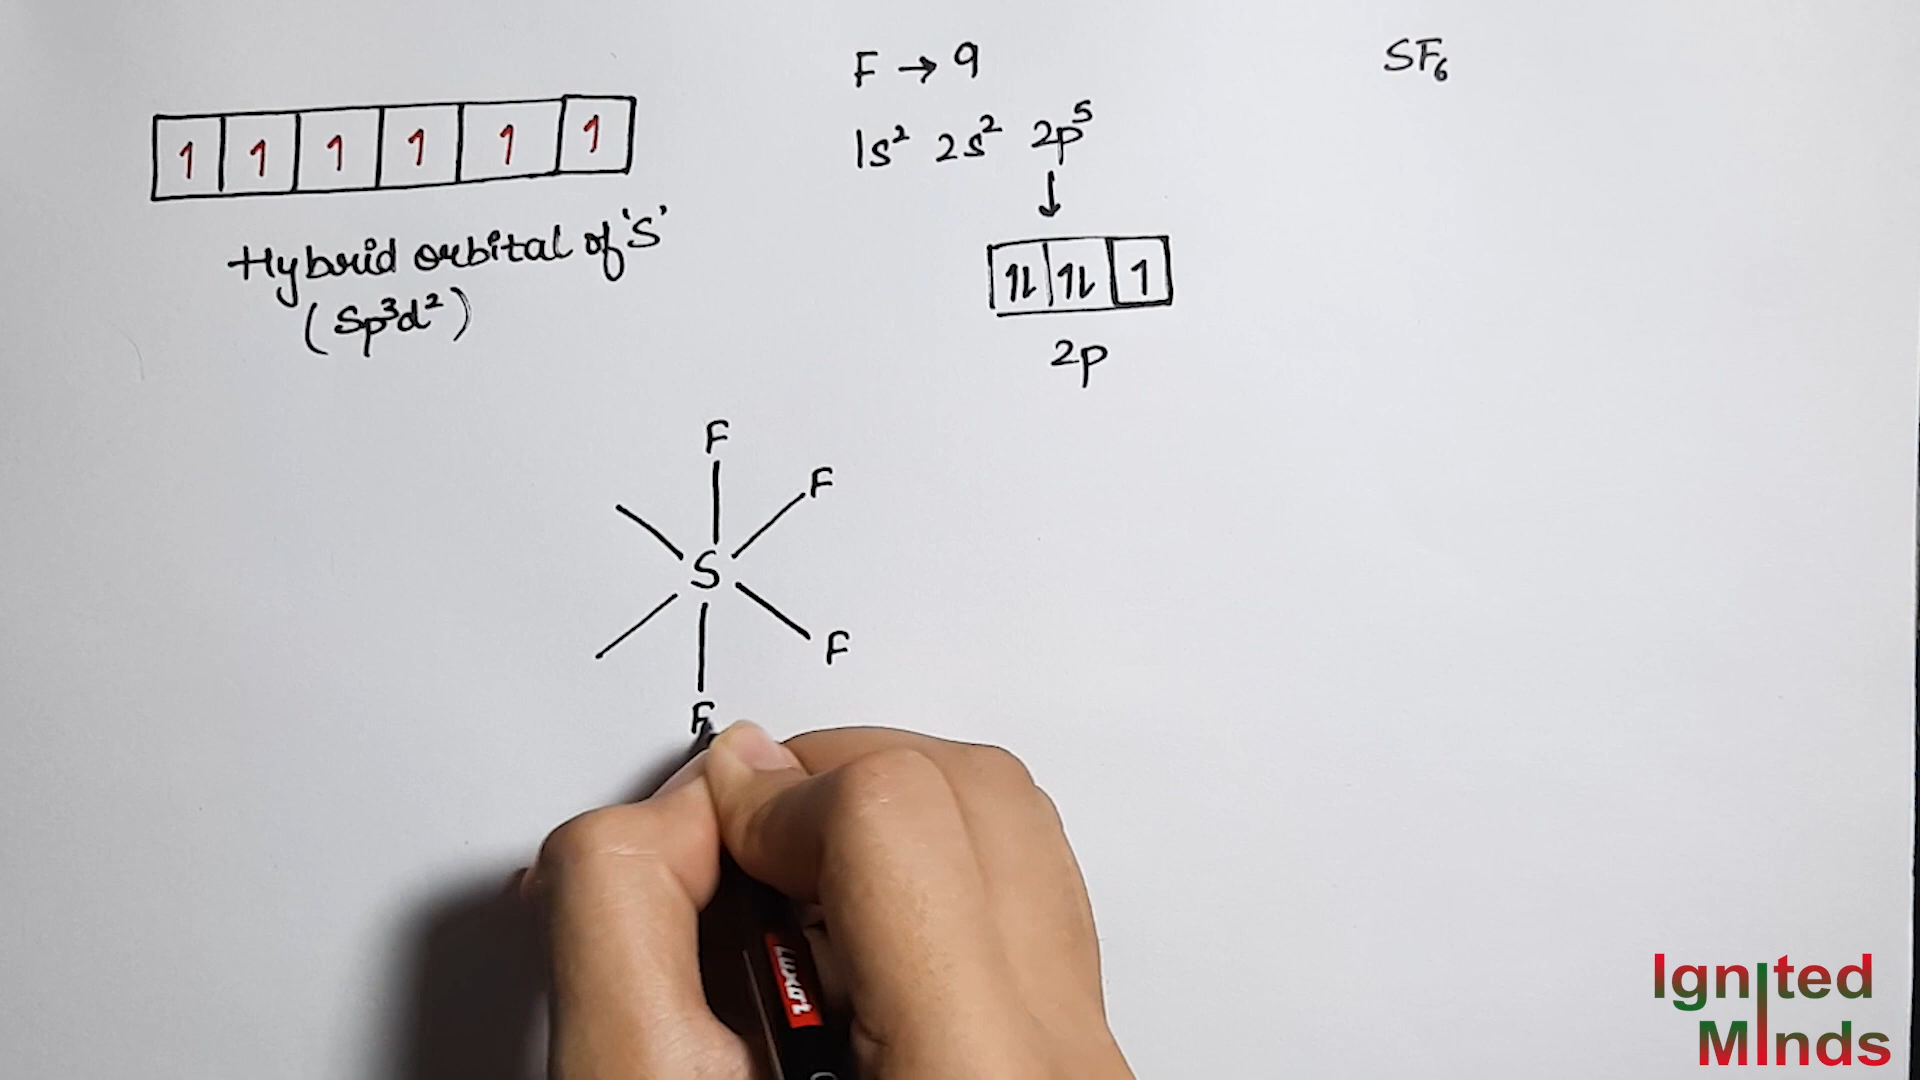 F → 9
SF₆
1s² 2s² 2p⁵
↓
1 1 1 1 1 1
Hybrid orbital of 'S'
(Sp³d²)
1l 1l 1
2p
F
F
S
F
F
LUXOR
Ignited
Minds